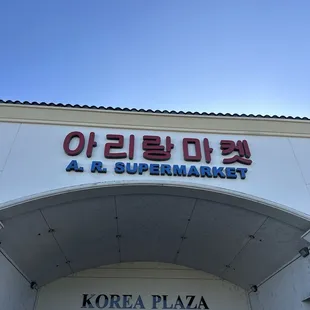 아리랑마켓
A. R. SUPERMARKET
KOREA PLAZA